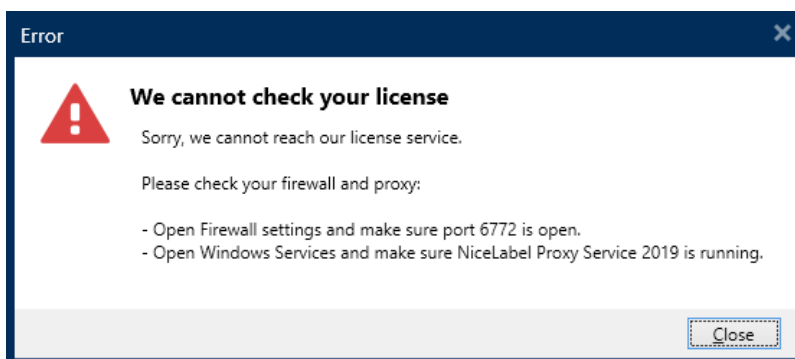 Error
We cannot check your license
Sorry, we cannot reach our license service.
Please check your firewall and proxy:
- Open Firewall settings and make sure port 6772 is open.
- Open Windows Services and make sure NiceLabel Proxy Service 2019 is running.
Close